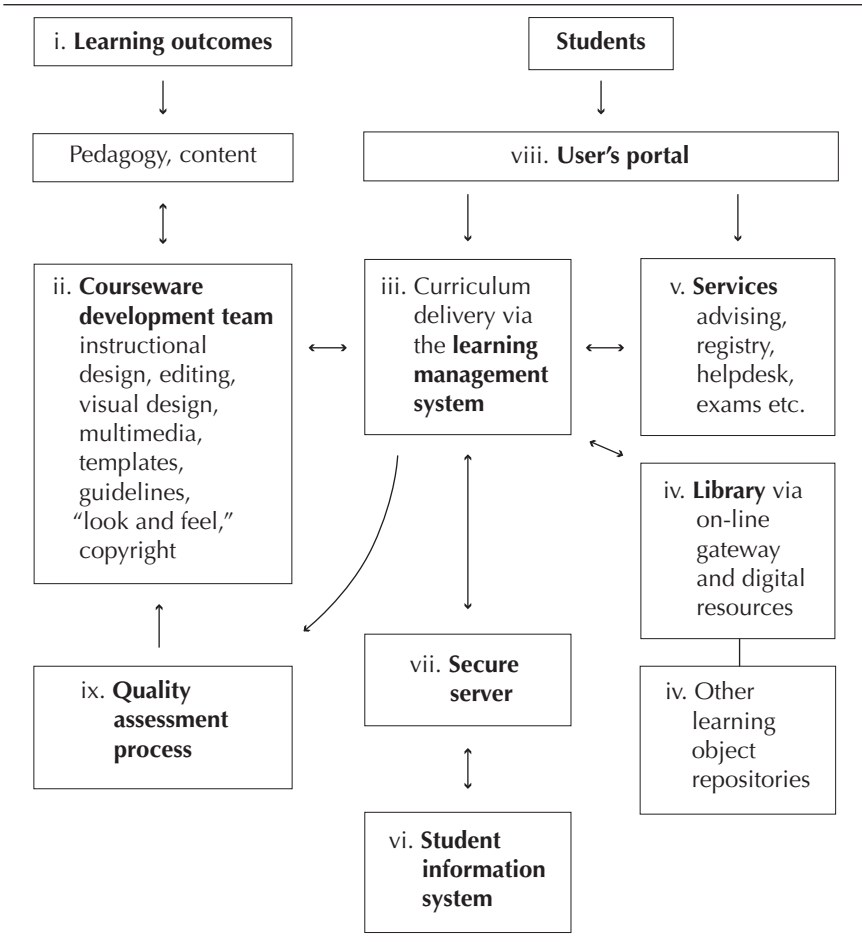 i. Learning outcomes
Students
Pedagogy, content
viii. User’s portal
ii. Courseware
development team
instructional
design, editing,
visual design,
multimedia,
templates,
guidelines,
“look and feel,”
copyright
iii. Curriculum
delivery via
the learning
management
system
v. Services
advising,
registry,
helpdesk,
exams etc.
iv. Library via
on-line
gateway
and digital
resources
ix. Quality
assessment
process
vii. Secure
server
iv. Other
learning
object
repositories
vi. Student
information
system